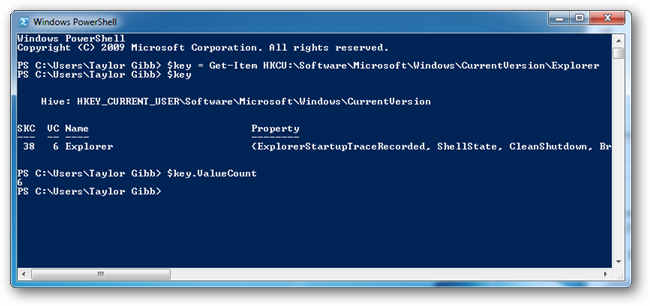 Windows PowerShell
Windows PowerShell
Copyright (C) 2009 Microsoft Corporation. All rights reserved.
PS C:\Users\Taylor Gibb> $key = Get-Item HKCU:\Software\Microsoft\Windows\CurrentVersion\Explorer
PS C:\Users\Taylor Gibb> $key
Hive: HKEY_CURRENT_USER\Software\Microsoft\Windows\CurrentVersion
SKC  VC Name                           Property
---  -- ----                           --------
38   6 Explorer                       {ExplorerStartupTraceRecorded, ShellState, CleanShutdown, Br
PS C:\Users\Taylor Gibb> $key.ValueCount
6
PS C:\Users\Taylor Gibb>